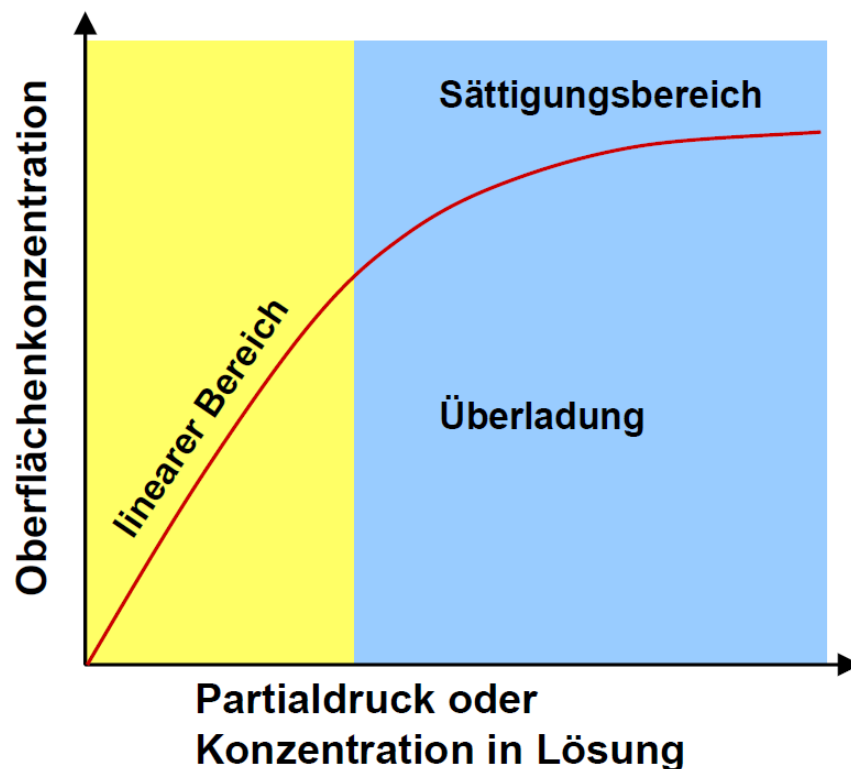 Oberflächenkonzentration
Sättigungsbereich
linearer Bereich
Überladung
Partialdruck oder
Konzentration in Lösung